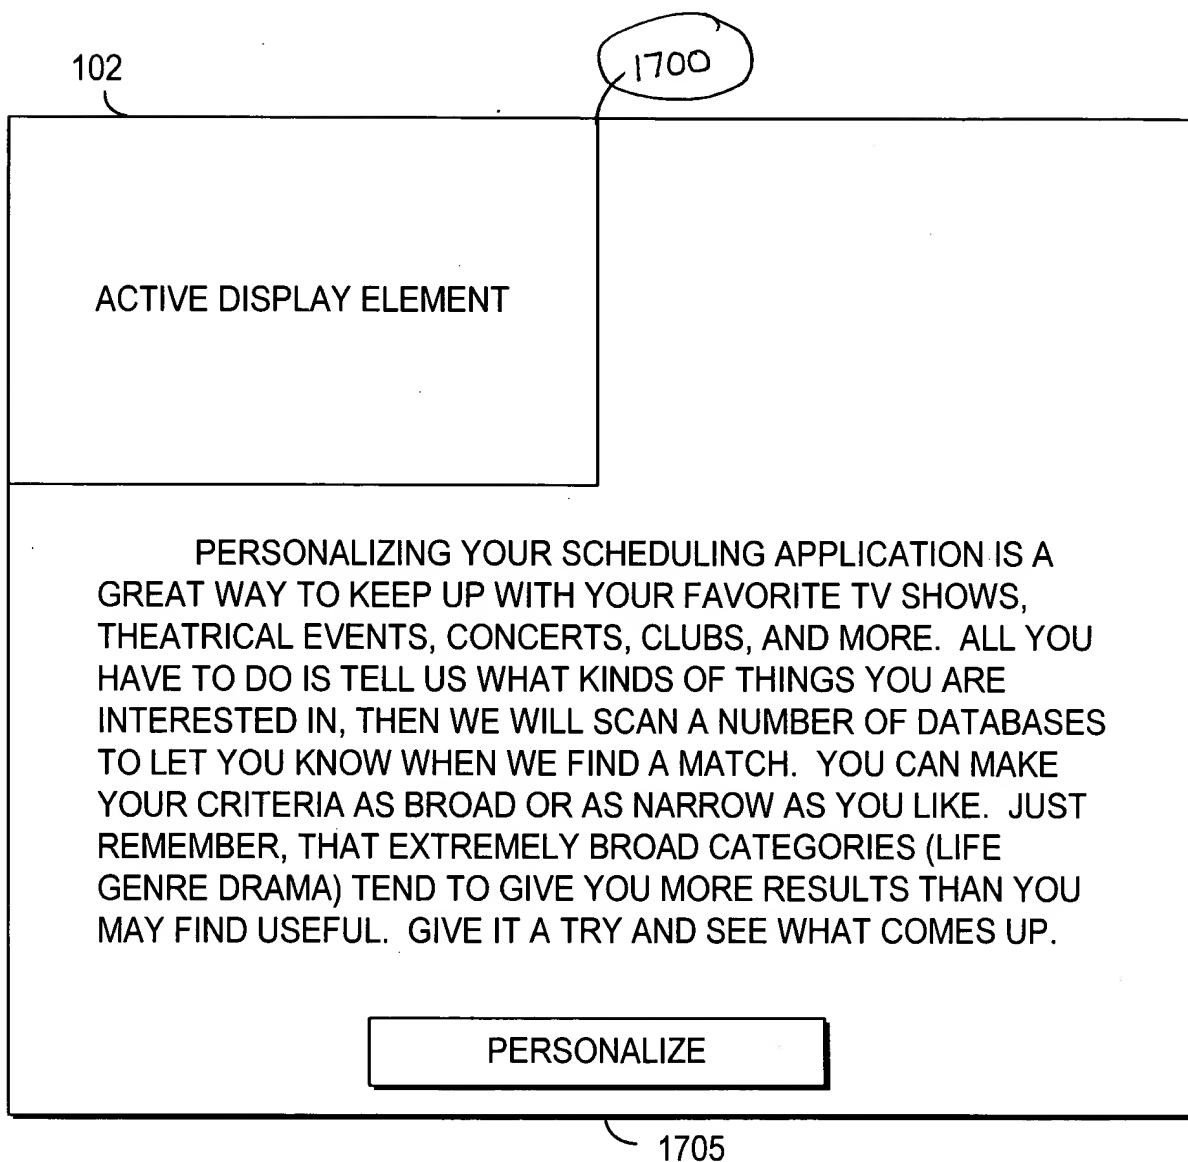 102
1700
ACTIVE DISPLAY ELEMENT
PERSONALIZING YOUR SCHEDULING APPLICATION IS A
GREAT WAY TO KEEP UP WITH YOUR FAVORITE TV SHOWS,
THEATRICAL EVENTS, CONCERTS, CLUBS, AND MORE. ALL YOU
HAVE TO DO IS TELL US WHAT KINDS OF THINGS YOU ARE
INTERESTED IN, THEN WE WILL SCAN A NUMBER OF DATABASES
TO LET YOU KNOW WHEN WE FIND A MATCH. YOU CAN MAKE
YOUR CRITERIA AS BROAD OR AS NARROW AS YOU LIKE. JUST
REMEMBER, THAT EXTREMELY BROAD CATEGORIES (LIFE
GENRE DRAMA) TEND TO GIVE YOU MORE RESULTS THAN YOU
MAY FIND USEFUL. GIVE IT A TRY AND SEE WHAT COMES UP.
PERSONALIZE
1705